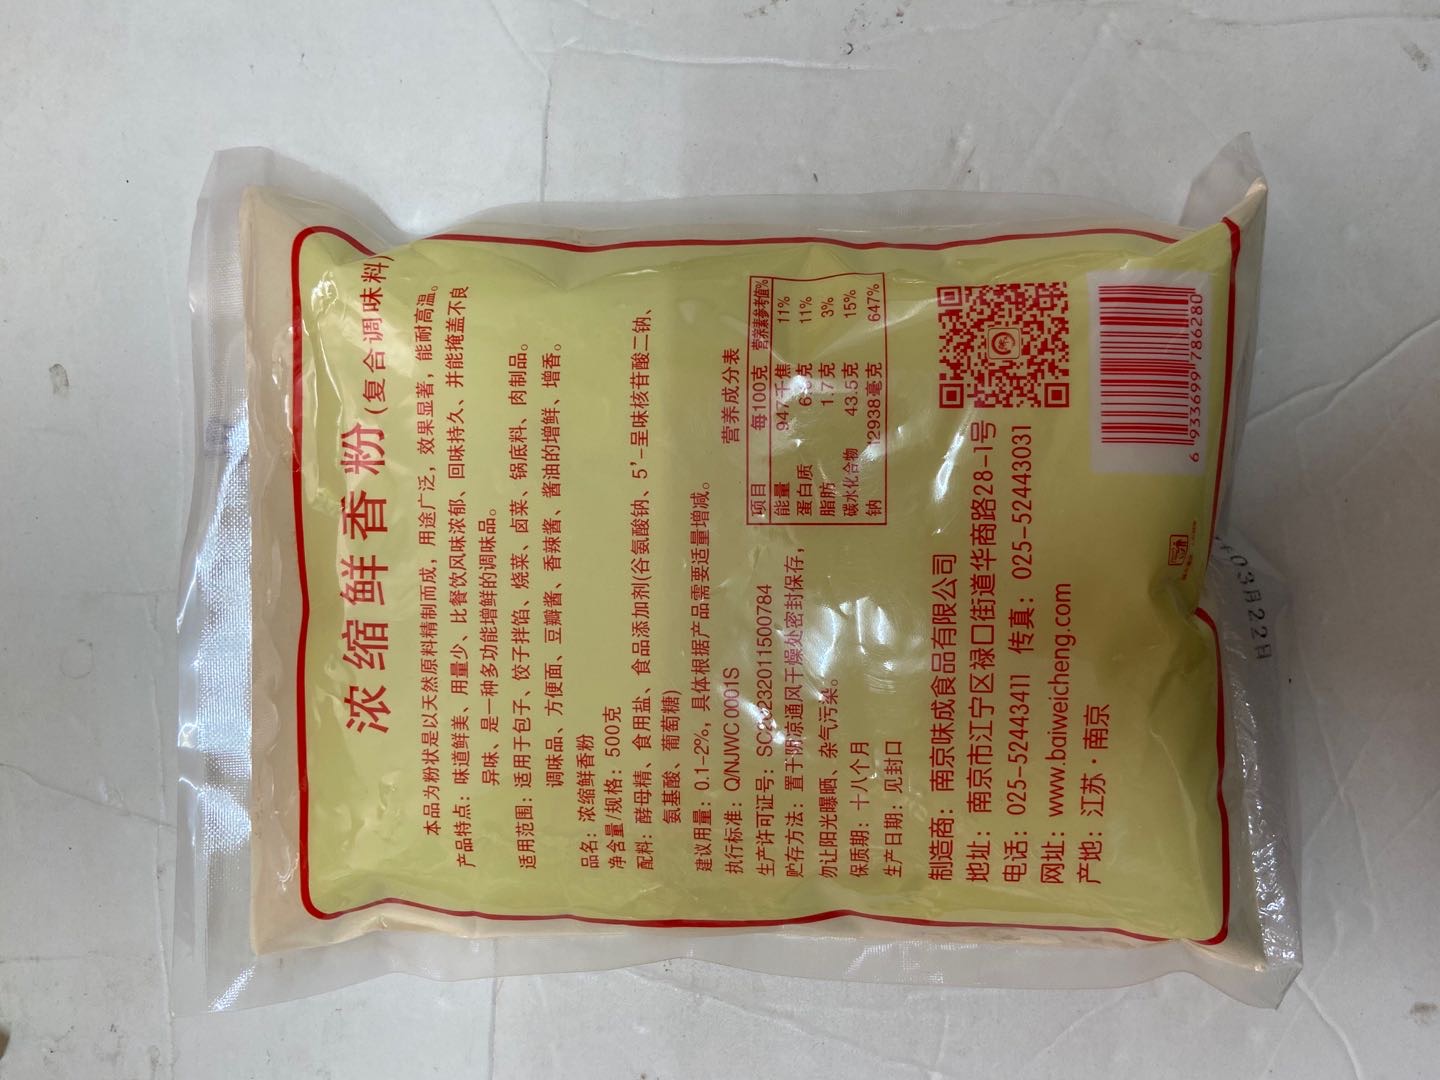 浓缩鲜香粉(复合调味料)
本品为粉状是以天然原料精制而成，用途广泛，效果显著，能耐高温。
产品特点：味道鲜美、用量少、比餐饮风味浓郁、回味持久、并能掩盖不良
异味、是一种多功能增鲜的调味品。
适用范围：适用于包子、饺子拌馅、烧菜、卤菜、锅底料、肉制品。
调味品、方便面、豆瓣酱、香辣酱、酱油的增鲜、增香。
品名：浓缩鲜香粉
净含量/规格：500克
配料：酵母精、食用盐、食品添加剂(谷氨酸钠、5'-呈味核苷酸二钠、
氨基酸、葡萄糖)
建议用量：0.1-2%，具体根据产品需要适量增减。
执行标准：Q/NJWC 0001S
生产许可证号：SC20232011500784
贮存方法：置于阴凉通风干燥处密封保存，
勿让阳光曝晒、杂气污染。
保质期：十八个月
生产日期：见封口
营养成分表
项目 每100克 营养素参考值%
能量 947千焦 11%
蛋白质 11%
脂肪 1.7克 3%
碳水化合物 43.5克 15%
钠 12938毫克 647%
制造商：南京味成食品有限公司
地址：南京市江宁区禄口街道华商路28-1号
电话：025-52443411 传真：025-52443031
网址：www.baiweicheng.com
产地：江苏·南京
6 933699 786280
03月22日